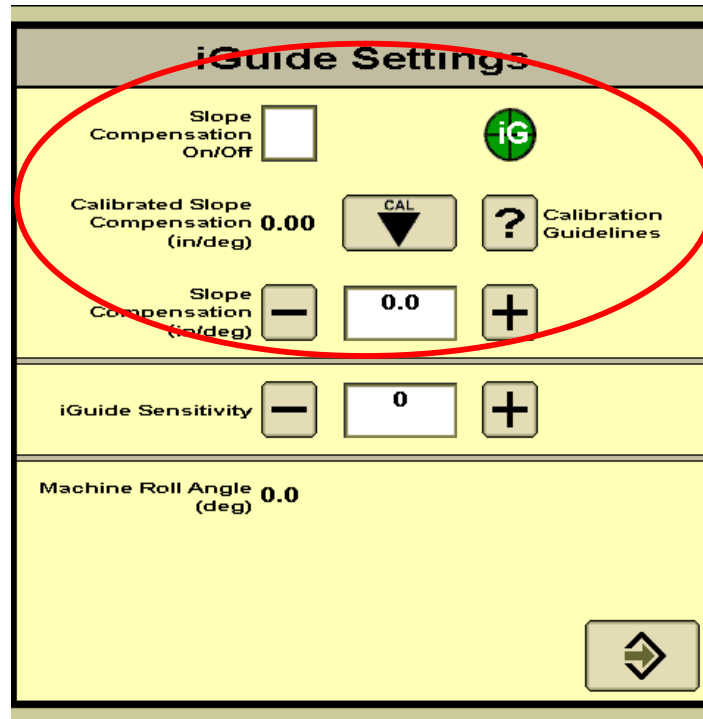 iGuide Settings
Slope
Compensation
On/Off
iG
Calibrated Slope
Compensation
(in/deg)
0.00
CAL
?
Calibration
Guidelines
Slope
Compensation
(in/deg)
−
0.0
+
iGuide Sensitivity
−
0
+
Machine Roll Angle
(deg)
0.0